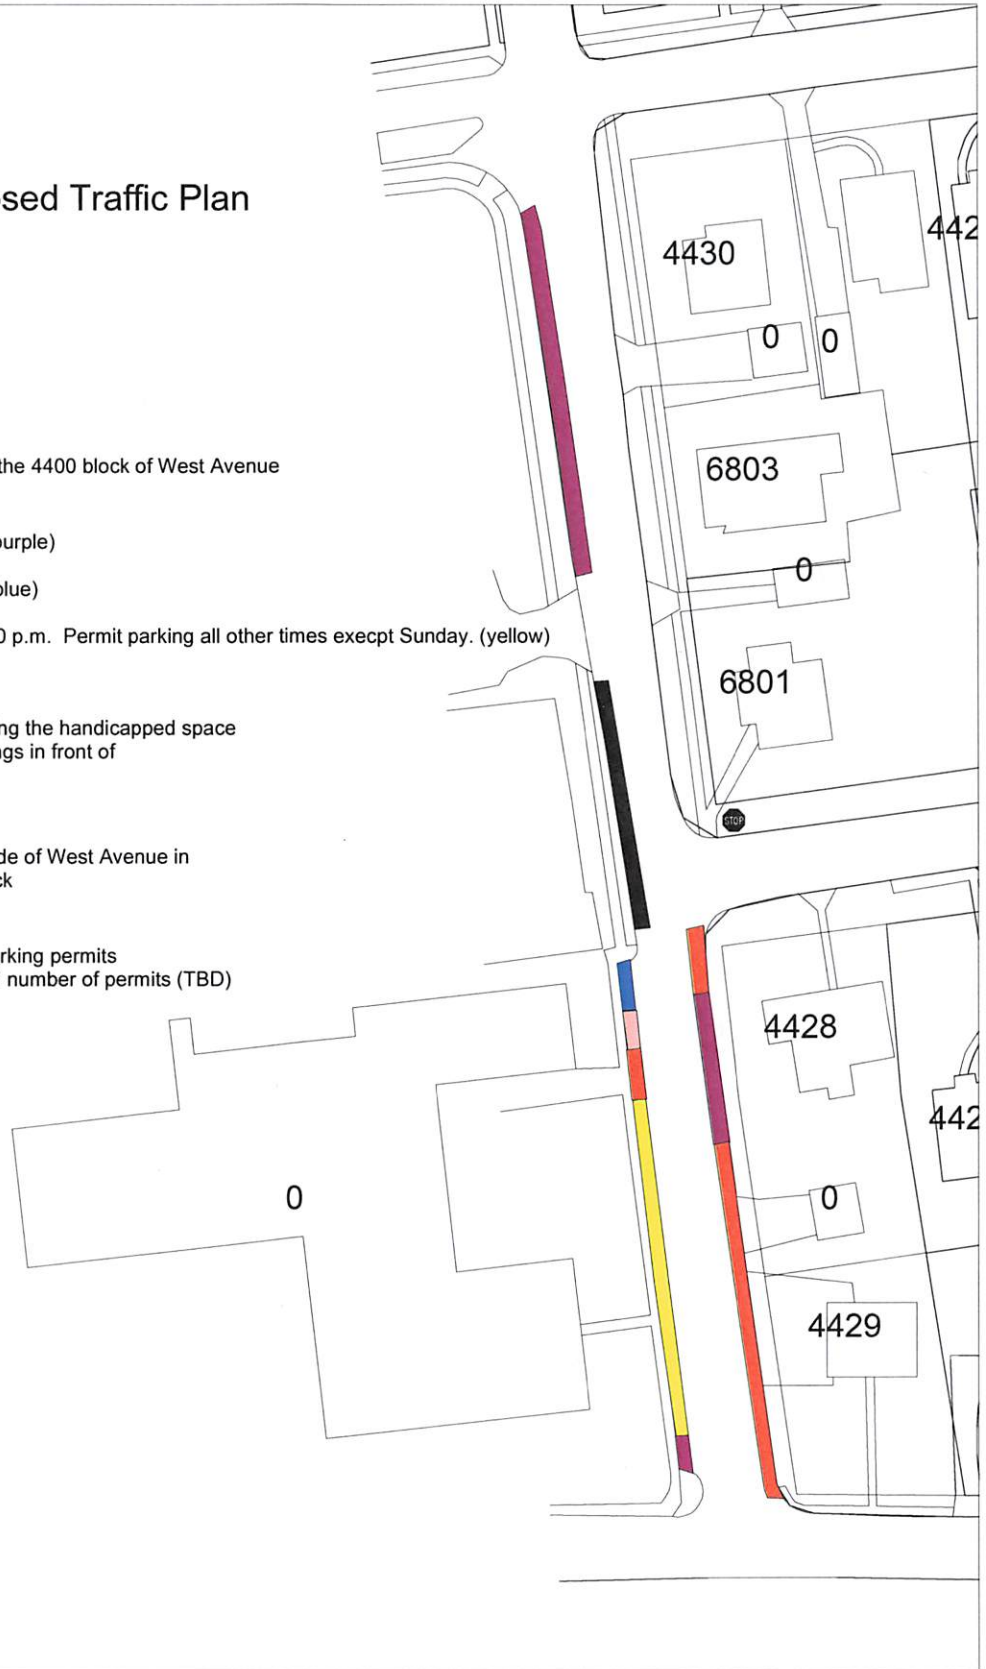 sed Traffic Plan
the 4400 block of West Avenue
purple)
blue)
0 p.m. Permit parking all other times execpt Sunday. (yellow)
ng the handicapped space
gs in front of
de of West Avenue in
ck
rking permits
number of permits (TBD)
4430
442
0
0
6803
0
6801
STOP
4428
442
0
0
4429